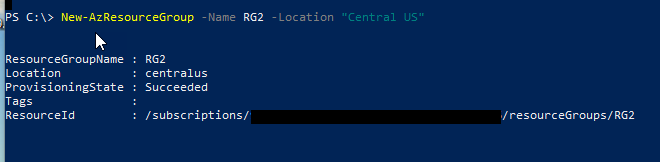 PS C:\> New-AzResourceGroup -Name RG2 -Location "Central US"
ResourceGroupName : RG2
Location          : centralus
ProvisioningState : Succeeded
Tags              :
ResourceId        : /subscriptions/ /resourceGroups/RG2